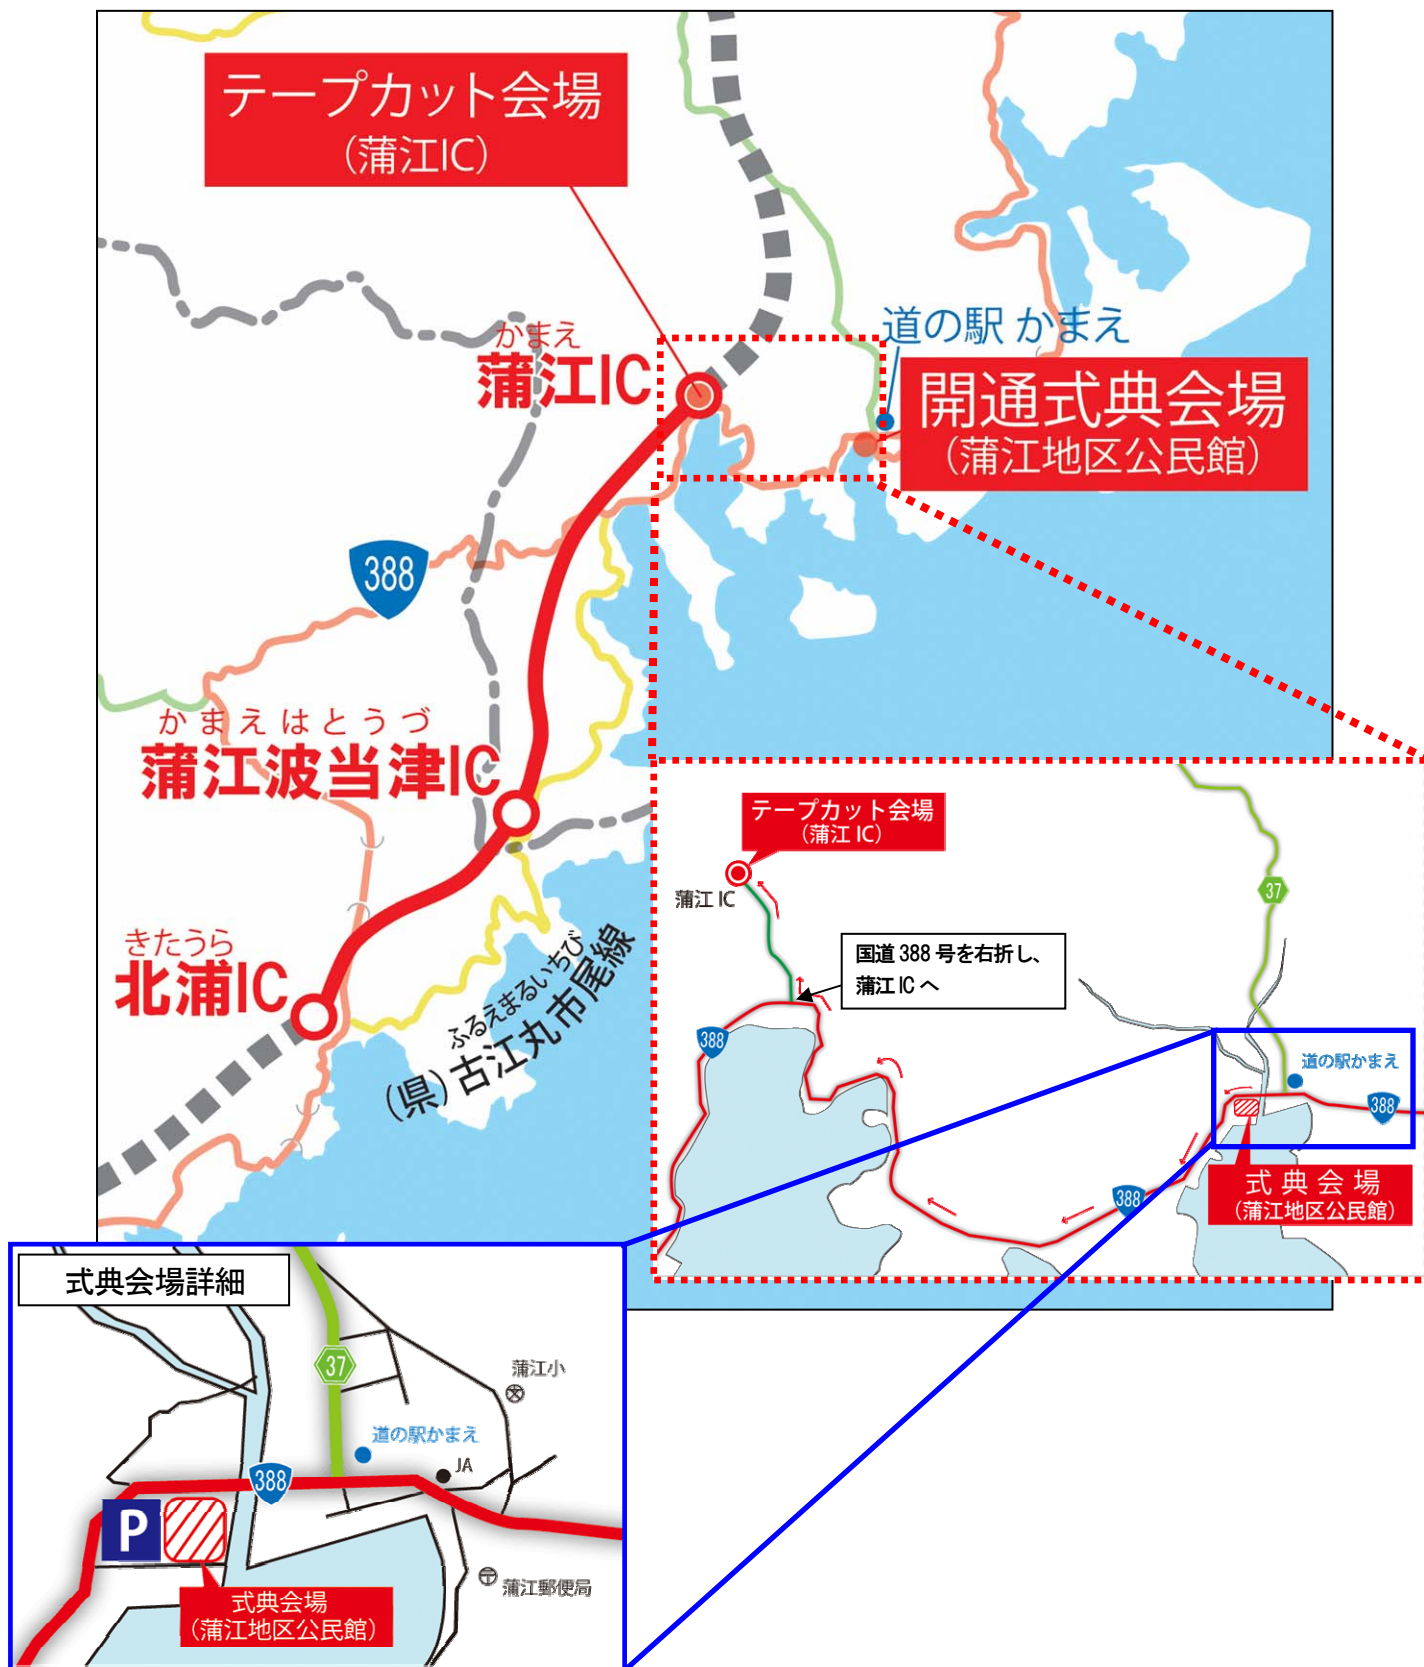 テープカット会場
(蒲江IC)
道の駅 かまえ
かまえ
蒲江IC
開通式典会場
(蒲江地区公民館)
388
かまえはとうづ
蒲江波当津IC
きたうら
北浦IC
ふるえまるいちび
(県)古江丸市尾線
テープカット会場
(蒲江 IC)
蒲江 IC
37
国道 388 号を右折し、
蒲江 IC へ
388
道の駅かまえ
388
388
式典会場
(蒲江地区公民館)
式典会場詳細
37
蒲江小
道の駅かまえ
JA
388
P
蒲江郵便局
式典会場
(蒲江地区公民館)